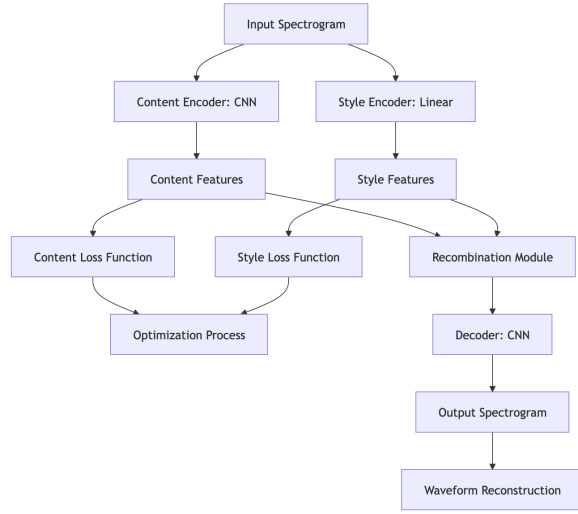 Input Spectrogram
Content Encoder: CNN
Style Encoder: Linear
Content Features
Style Features
Content Loss Function
Style Loss Function
Recombination Module
Optimization Process
Decoder: CNN
Output Spectrogram
Waveform Reconstruction